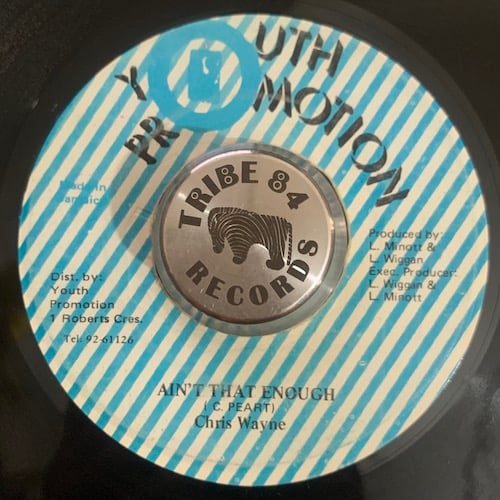 YOUTH
PROMOTION
Made in
Jamaica
TRIBE 84
RECORDS
Produced by:
L. Minott &
L. Wiggan
Exec. Producer:
L. Wiggan &
L. Minott
Dist. by:
Youth
Promotion
1 Roberts Cres.
Tel: 92-61126
AIN'T THAT ENOUGH
( C. PEART)
Chris Wayne